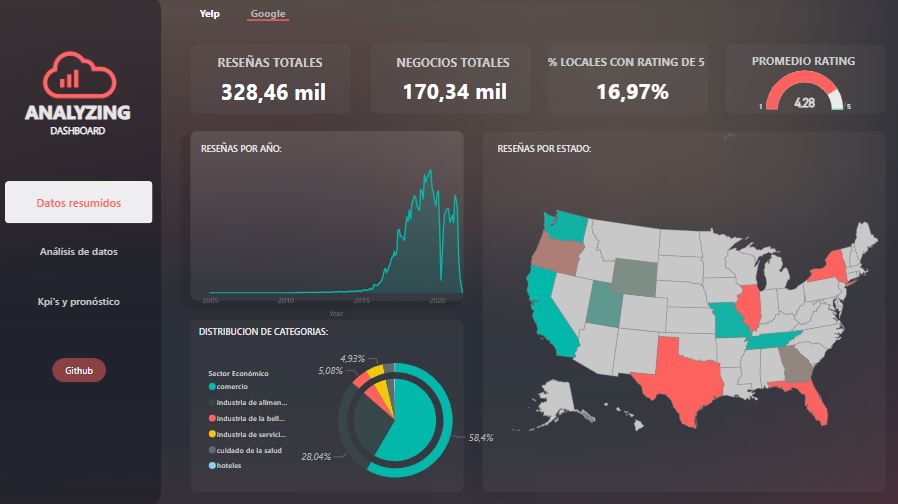 Yelp
Google
ANALYZING
DASHBOARD
Datos resumidos
Análisis de datos
Kpi's y pronóstico
Github
RESEÑAS TOTALES
328,46 mil
NEGOCIOS TOTALES
170,34 mil
% LOCALES CON RATING DE 5
16,97%
PROMEDIO RATING
4.28
1
5
RESEÑAS POR AÑO:
2005
2010
2015
2020
Year
RESEÑAS POR ESTADO:
DISTRIBUCION DE CATEGORIAS:
Sector Económico
comercio
industria de alimen...
industria de la bell...
industria de servici...
cuidado de la salud
hoteles
4,93%
5,08%
28,04%
58,4%